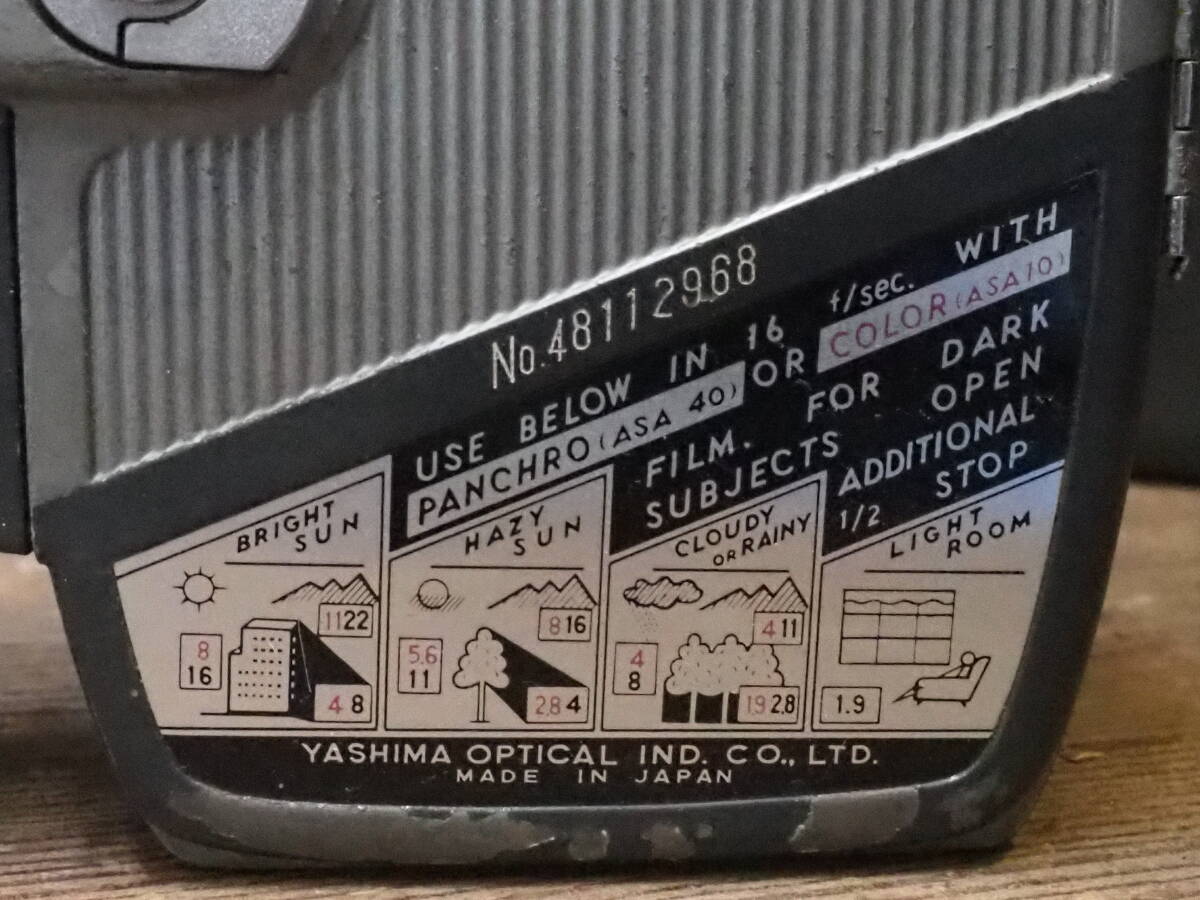 No. 48112968
USE BELOW IN 16 f/sec. WITH
PANCHRO (ASA 40) OR COLOR (ASA 10)
FILM. FOR DARK
SUBJECTS OPEN
1/2 ADDITIONAL
STOP
BRIGHT
SUN
11 22
8
16
4 8
HAZY
SUN
8 16
5.6
11
2.8 4
CLOUDY
OR RAINY
4 11
4
8
1.9 2.8
LIGHT
ROOM
1.9
YASHIMA OPTICAL IND. CO., LTD.
MADE IN JAPAN